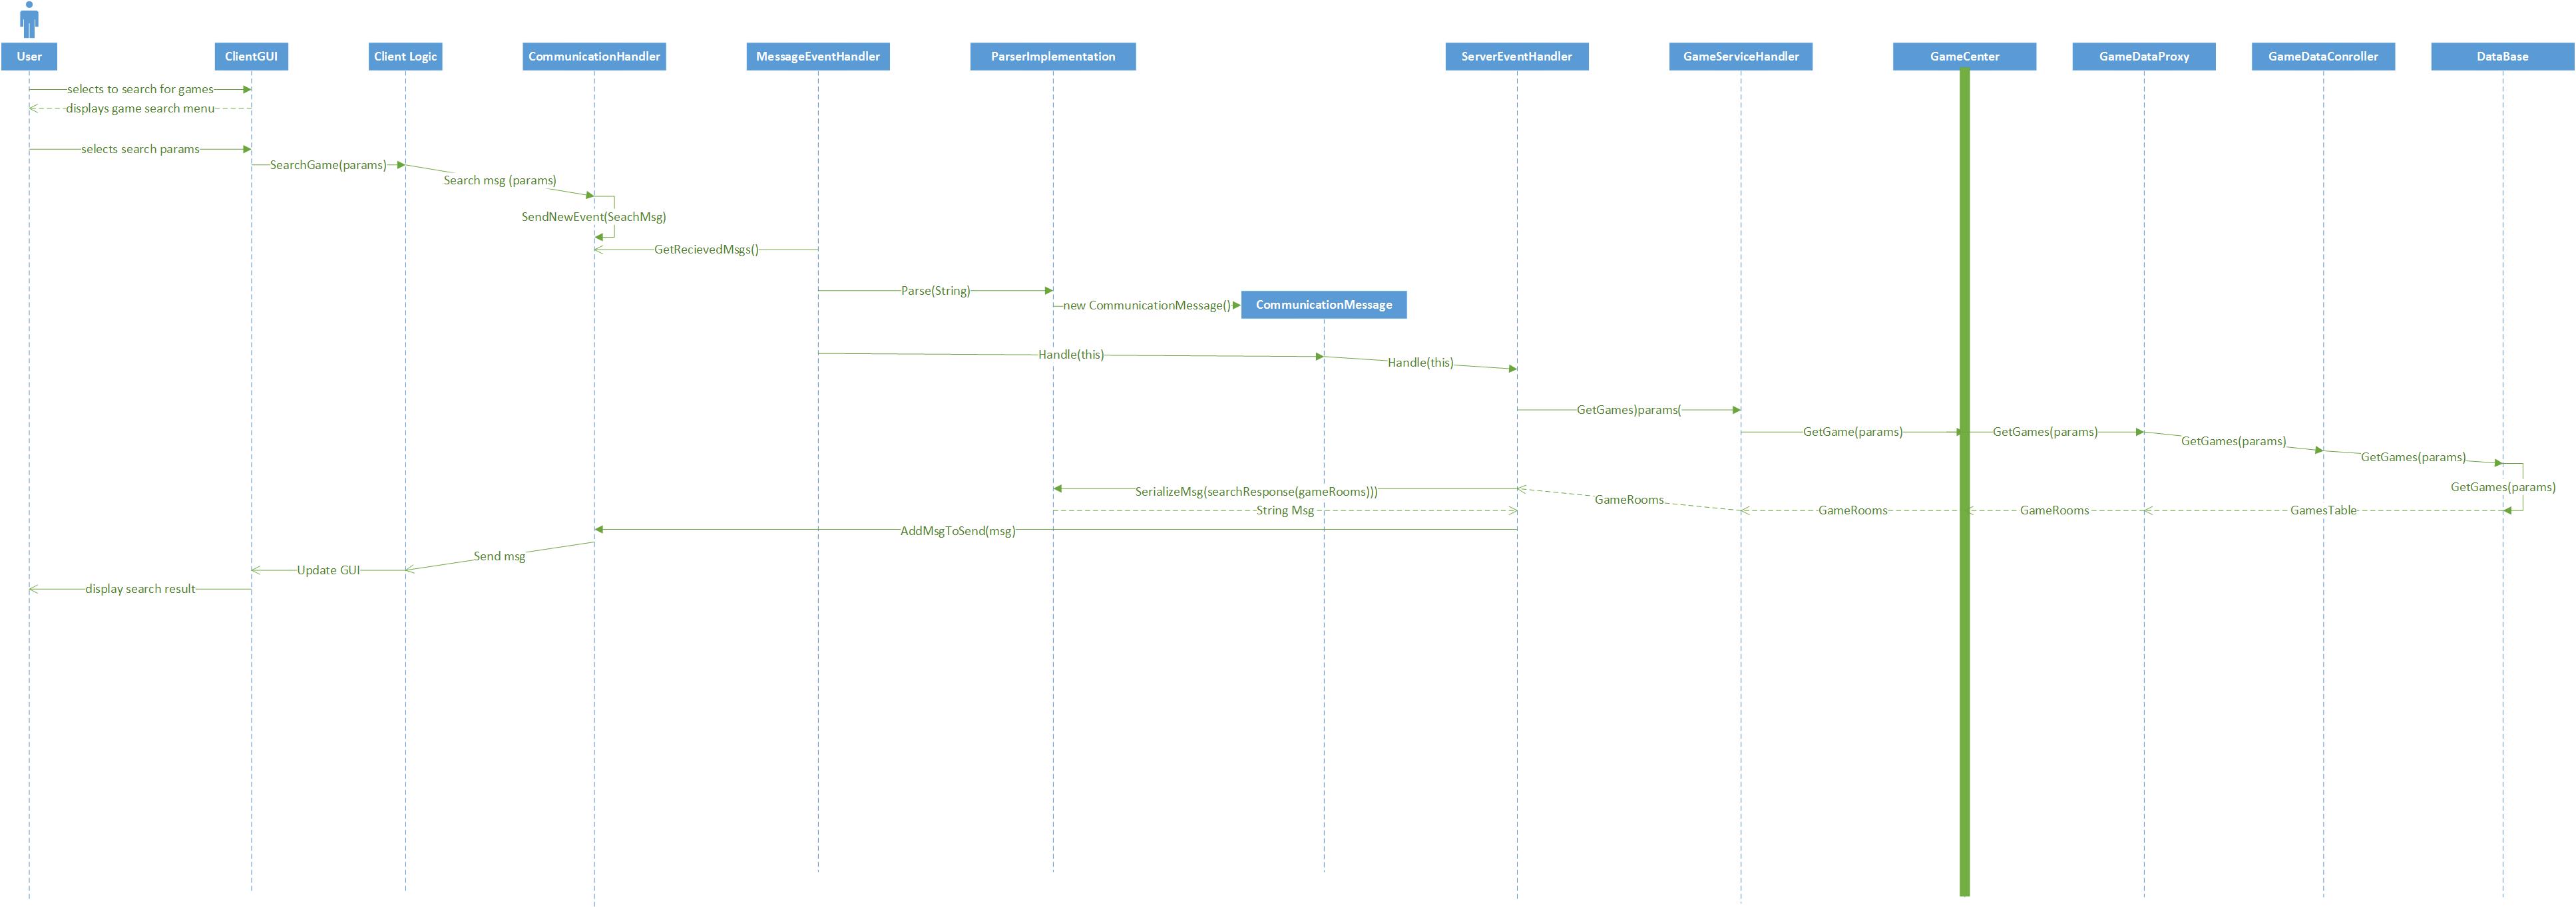 User
ClientGUI
Client Logic
CommunicationHandler
MessageEventHandler
ParserImplementation
ServerEventHandler
GameServiceHandler
GameCenter
GameDataProxy
GameDataConroller
DataBase
selects to search for games
displays game search menu
selects search params
SearchGame(params)
Search msg (params)
SendNewEvent(SeachMsg)
GetRecievedMsgs()
Parse(String)
new CommunicationMessage()
CommunicationMessage
Handle(this)
Handle(this)
GetGames)params(
GetGame(params)
GetGames(params)
GetGames(params)
GetGames(params)
GetGames(params)
SerializeMsg(searchResponse(gameRooms)))
GameRooms
String Msg
GameRooms
GameRooms
GamesTable
AddMsgToSend(msg)
Send msg
Update GUI
display search result